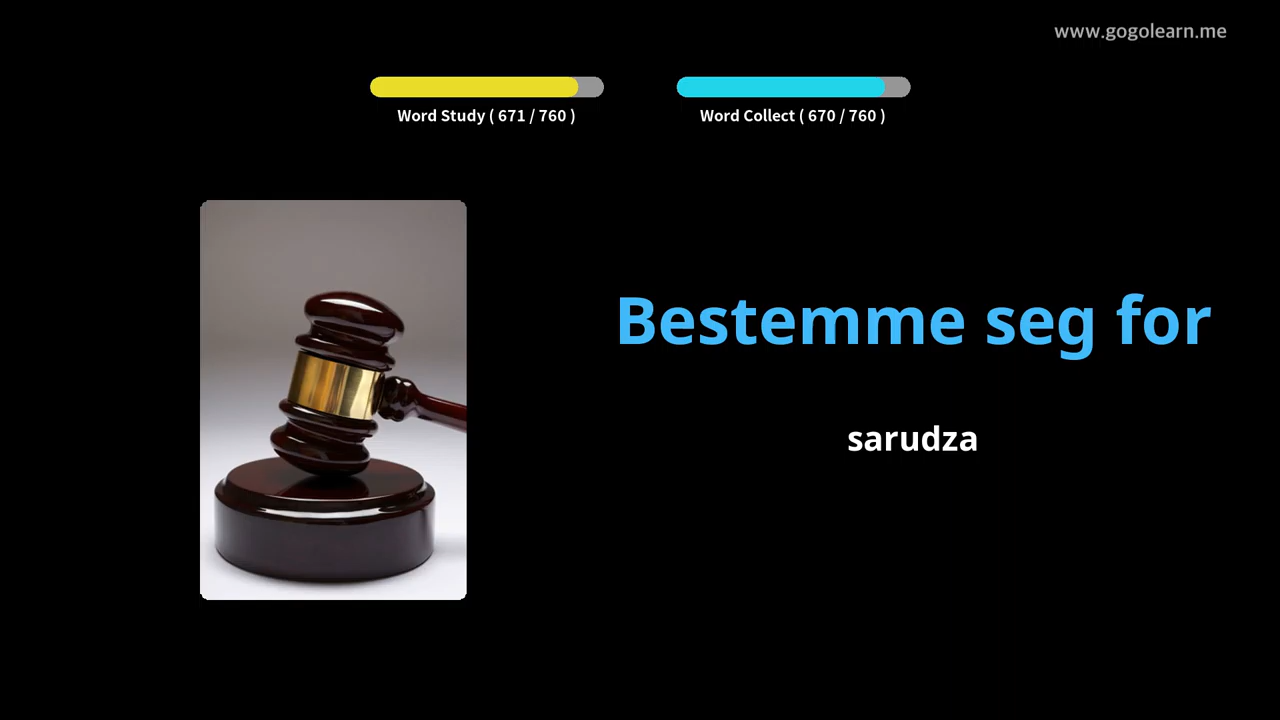 www.gogolearn.me
Word Study ( 671 / 760 )
Word Collect ( 670 / 760 )
Bestemme seg for
sarudza